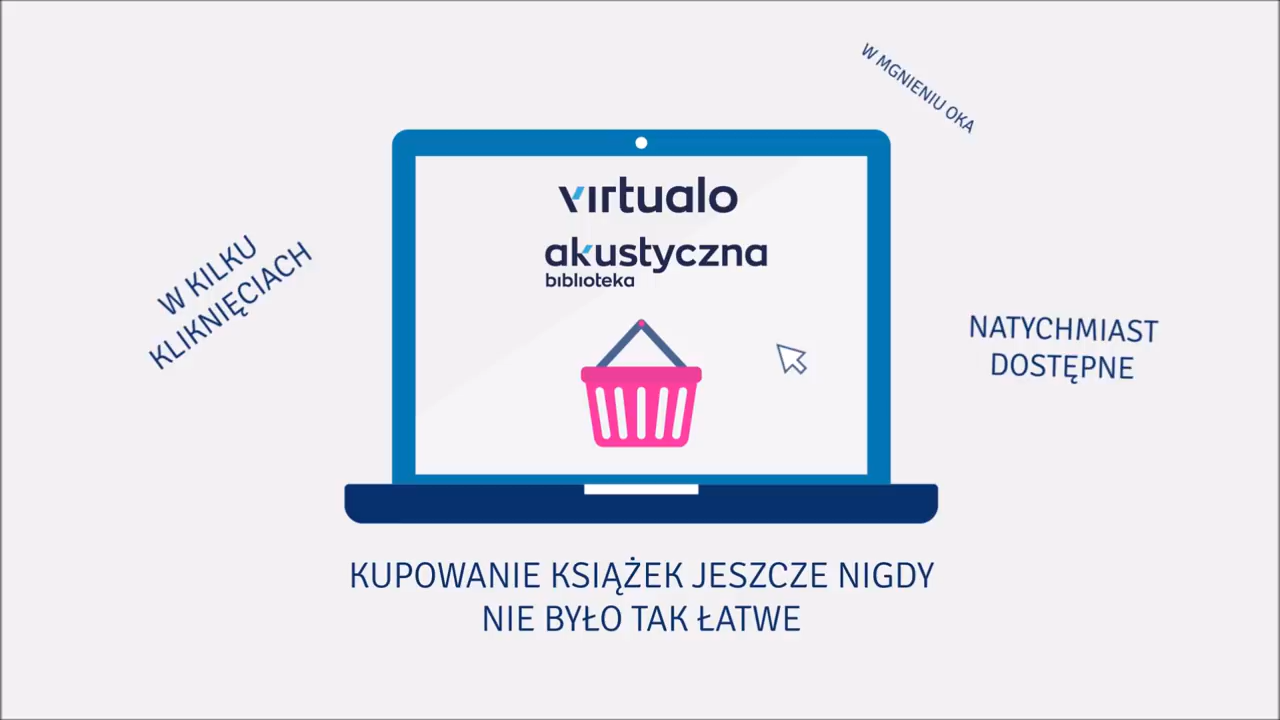 W MGNIENIU OKA
virtualo
akustyczna
biblioteka
W KILKU
KLIKNIĘCIACH
NATYCHMIAST
DOSTĘPNE
KUPOWANIE KSIĄŻEK JESZCZE NIGDY
NIE BYŁO TAK ŁATWE